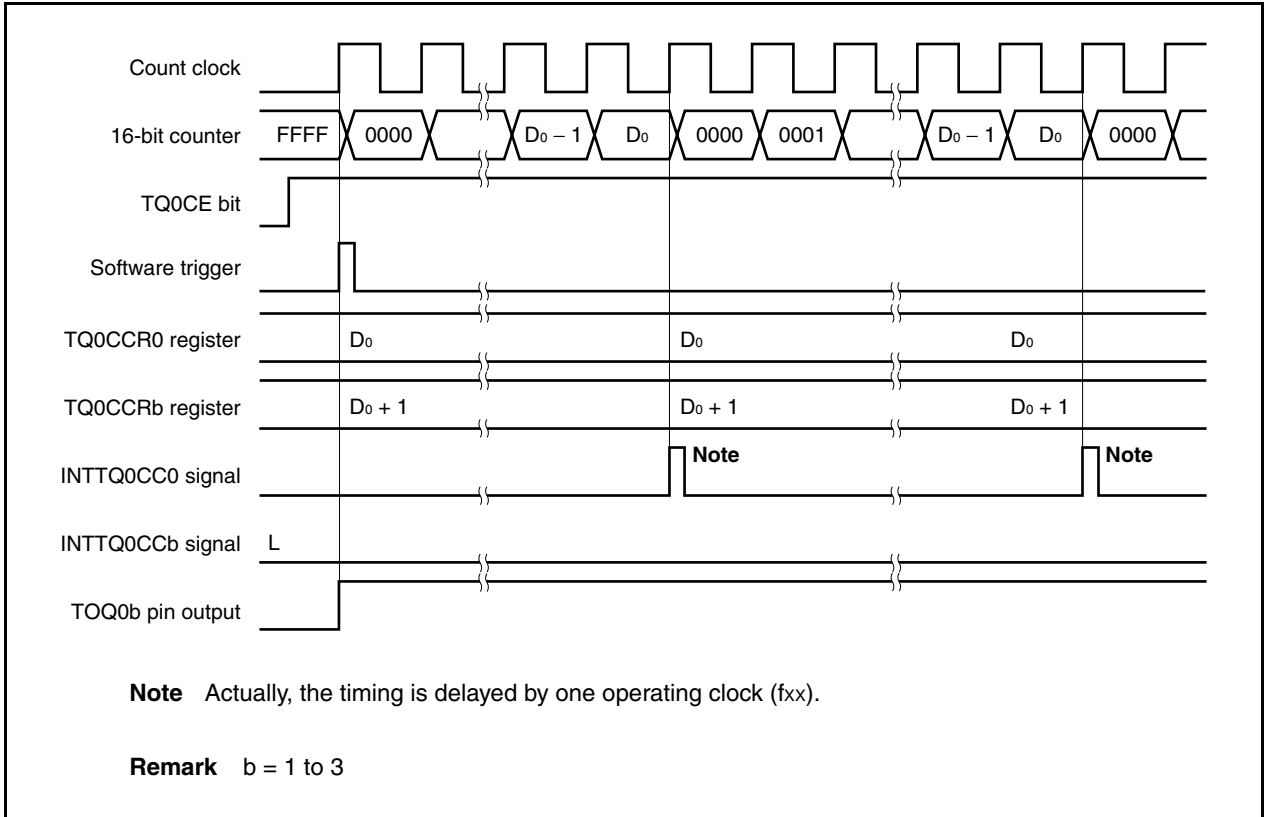 Count clock
16-bit counter FFFF 0000 D0 − 1 D0 0000 0001 D0 − 1 D0 0000
TQ0CE bit
Software trigger
TQ0CCR0 register D0 D0 D0
TQ0CCRb register D0 + 1 D0 + 1 D0 + 1
INTTQ0CC0 signal Note Note
INTTQ0CCb signal L
TOQ0b pin output
Note Actually, the timing is delayed by one operating clock (fxx).
Remark b = 1 to 3